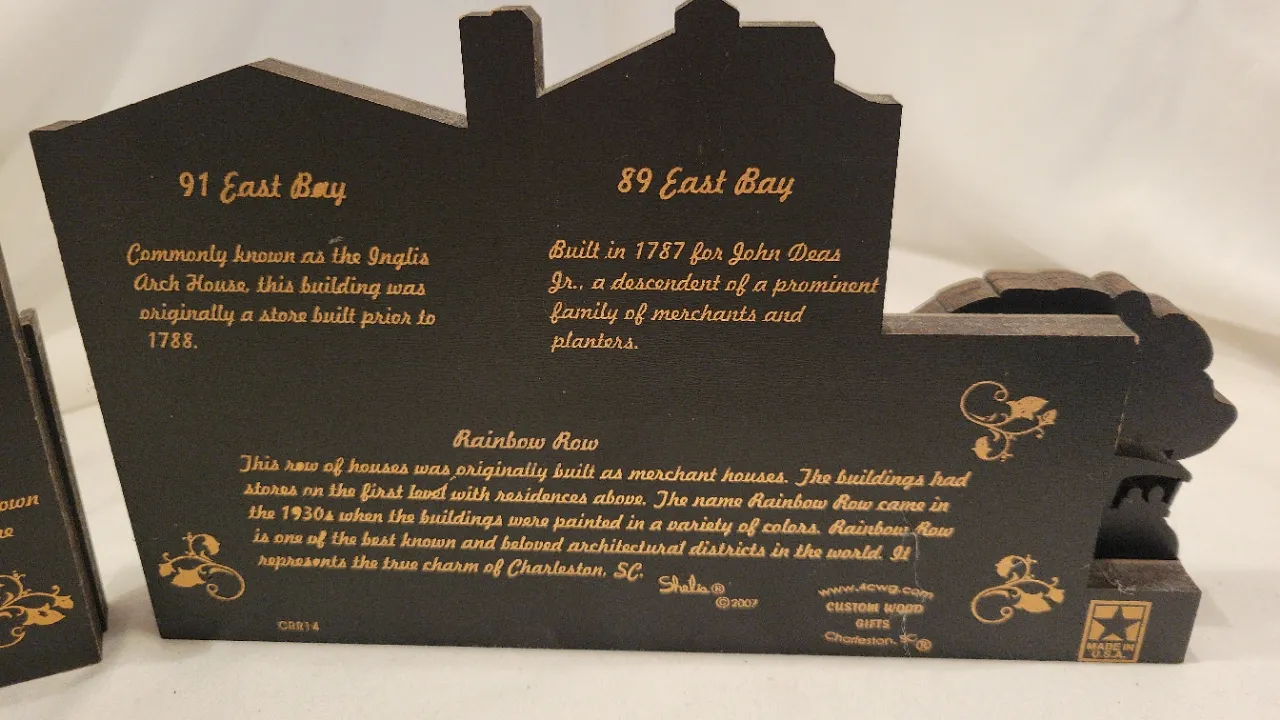 91 East Bay
Commonly known as the Inglis
Arch House, this building was
originally a store built prior to
1788.
89 East Bay
Built in 1787 for John Deas
Jr., a descendent of a prominent
family of merchants and
planters.
Rainbow Row
This row of houses was originally built as merchant houses. The buildings had
stores on the first level with residences above. The name Rainbow Row came in
the 1930s when the buildings were painted in a variety of colors. Rainbow Row
is one of the best known and beloved architectural districts in the world. It
represents the true charm of Charleston, SC.
Shelia®
©2007
www.4cwg.com
CUSTOM WOOD
GIFTS
Charleston, SC®
CRR14
MADE IN
U.S.A.
own